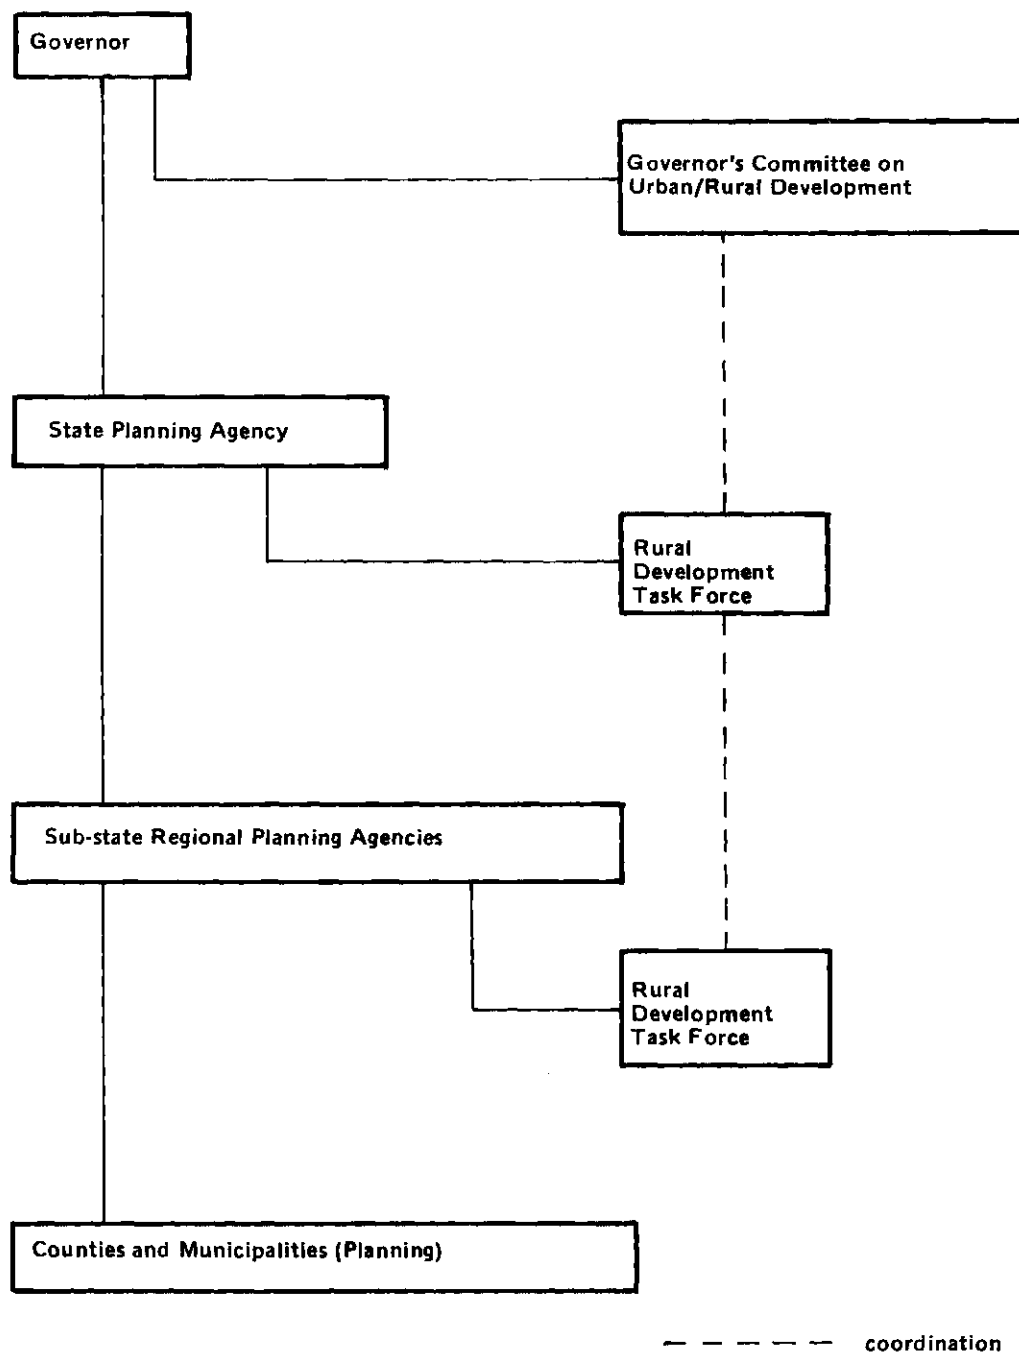 Governor
Governor's Committee on
Urban/Rural Development
State Planning Agency
Rural
Development
Task Force
Sub-state Regional Planning Agencies
Rural
Development
Task Force
Counties and Municipalities (Planning)
coordination